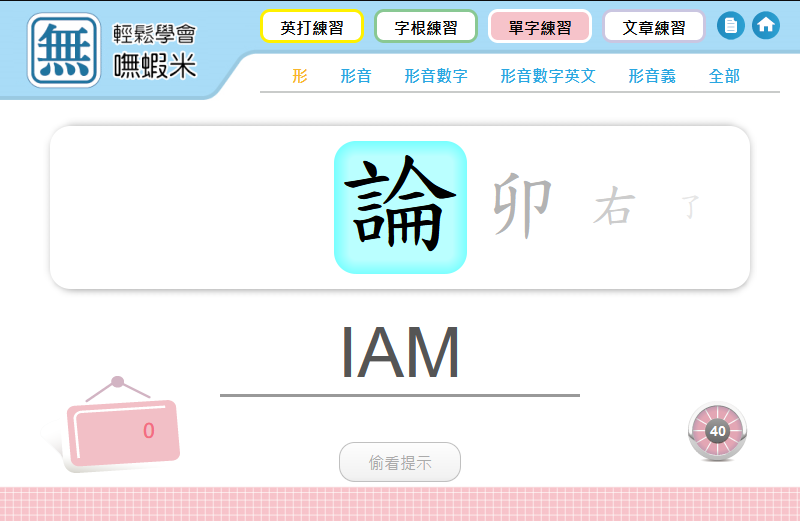 無
輕鬆學會
嘸蝦米
英打練習 字根練習 單字練習 文章練習
形 形音 形音數字 形音數字英文 形音義 全部
論 卯 右 了
IAM
0
40
偷看提示